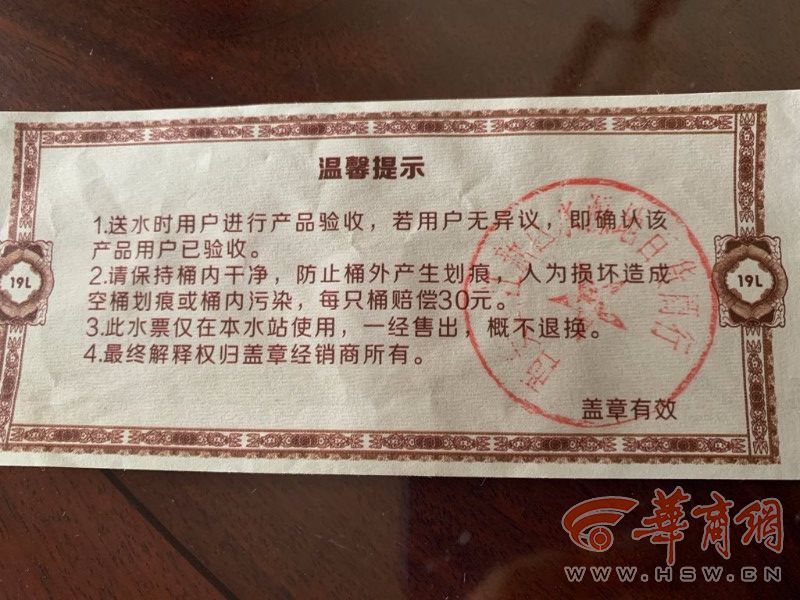 温馨提示
1.送水时用户进行产品验收，若用户无异议，即确认该
产品用户已验收。
2.请保持桶内干净，防止桶外产生划痕，人为损坏造成
空桶划痕或桶内污染，每只桶赔偿30元。
3.此水票仅在本水站使用，一经售出，概不退换。
4.最终解释权归盖章经销商所有。
19L
19L
盖章有效
華商網
WWW.HSW.CN